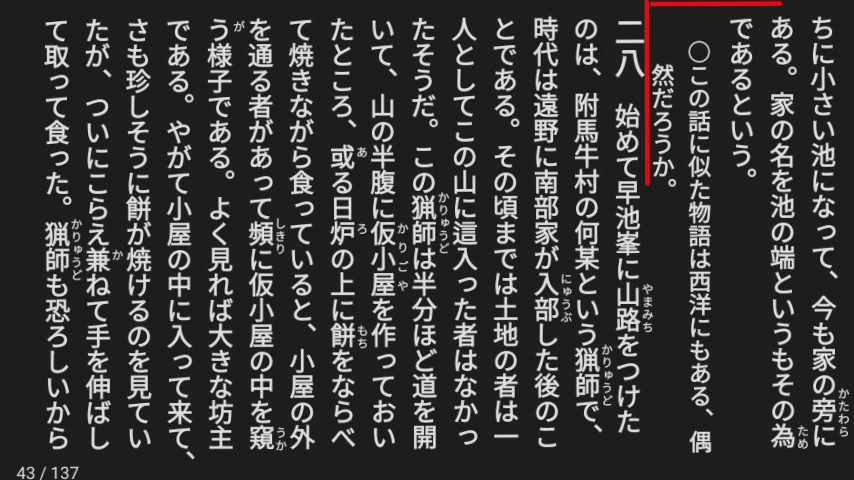 ちに小さい池になって、今も家の旁に
ある。家の名を池の端というもその為
であるという。
○この話に似た物語は西洋にもある、偶
然だろうか。
二八 始めて早池峯に山路をつけた
のは、附馬牛村の何某という猟師で、
時代は遠野に南部家が入部した後のこ
とである。その頃までは土地の者は一
人としてこの山に這入った者はなかっ
たそうだ。この猟師は半分ほど道を開
いて、山の半腹に仮小屋を作っておい
たところ、或る日炉の上に餅をならべ
て焼きながら食っていると、小屋の外
を通る者があって頻に仮小屋の中を窺
う様子である。よく見れば大きな坊主
である。やがて小屋の中に入って来て、
さも珍しそうに餅が焼けるのを見てい
たが、ついにこらえ兼ねて手を伸ばし
て取って食った。猟師も恐ろしいから
43 / 137